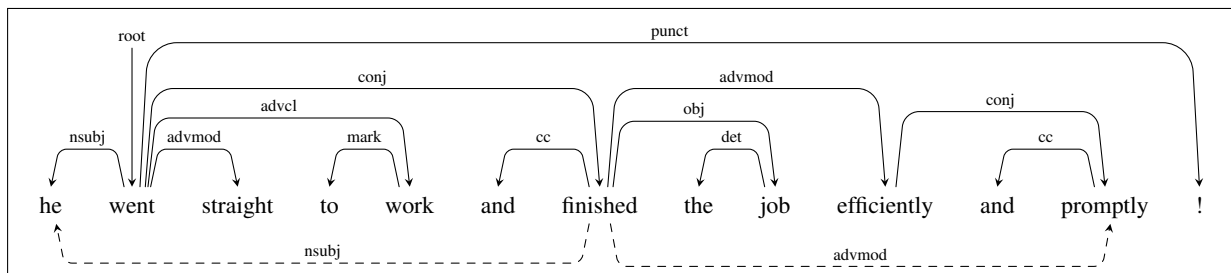 root punct
conj advmod
advcl obj conj
nsubj advmod mark cc det cc
he went straight to work and finished the job efficiently and promptly !
nsubj advmod